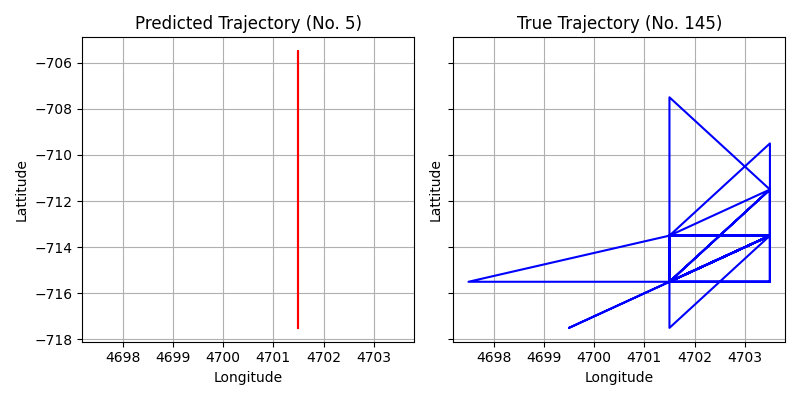 Predicted Trajectory (No. 5)
True Trajectory (No. 145)
Lattitude
−706
−708
−710
−712
−714
−716
−718
4698 4699 4700 4701 4702 4703
Longitude
Lattitude
4698 4699 4700 4701 4702 4703
Longitude